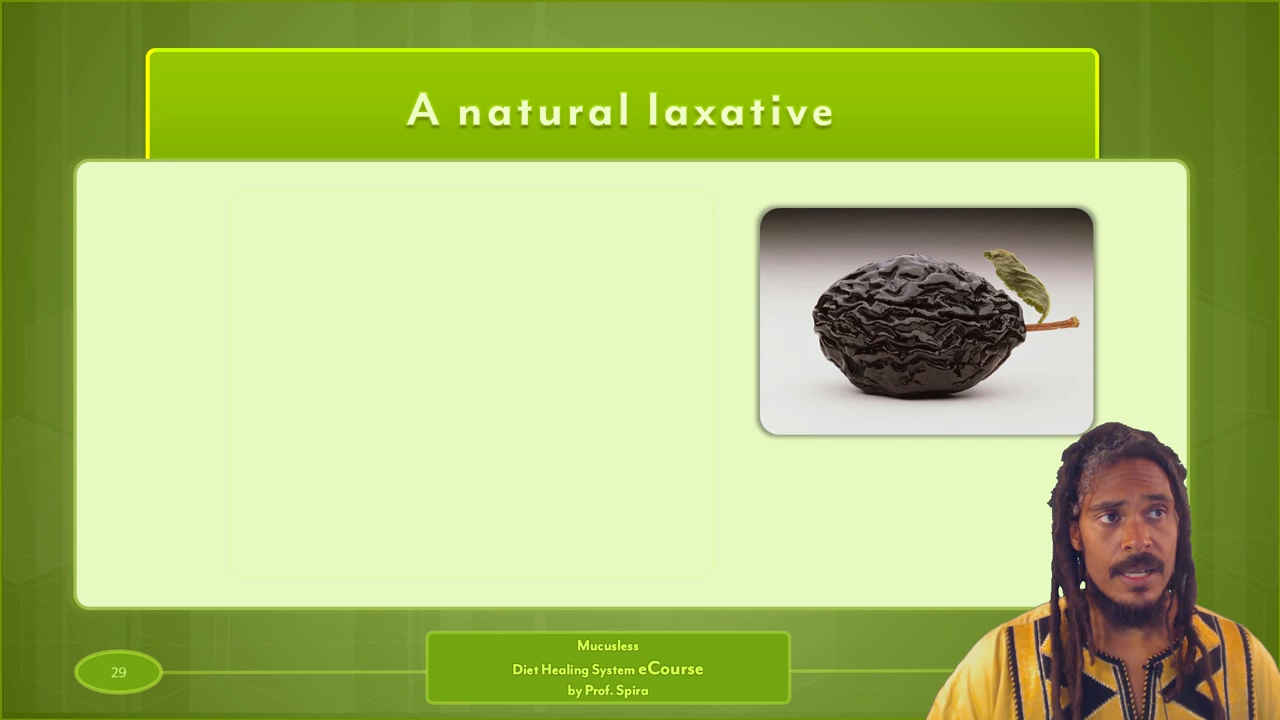 A natural laxative
29
Mucusless
Diet Healing System eCourse
by Prof. Spira